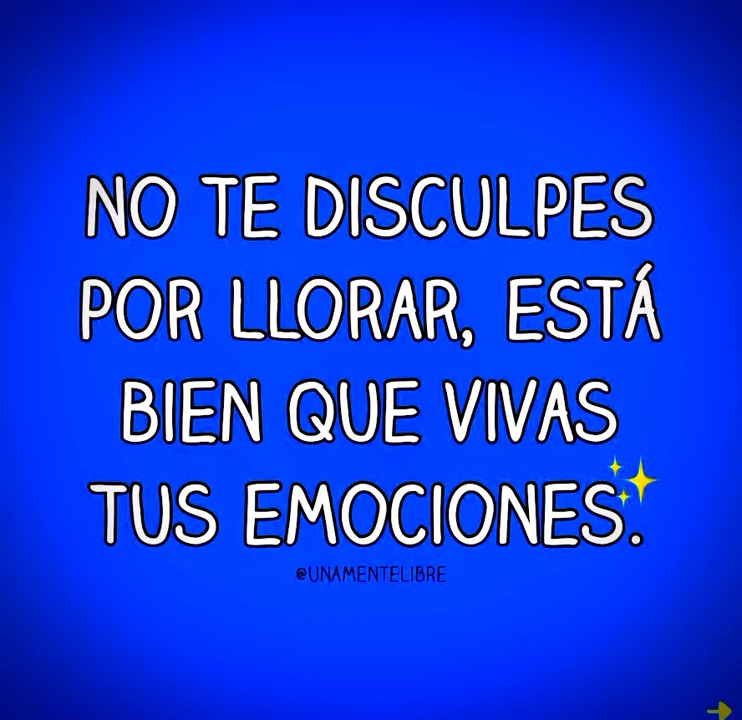 NO TE DISCULPES
POR LLORAR, ESTÁ
BIEN QUE VIVAS
TUS EMOCIONES.
@UNAMENTELIBRE